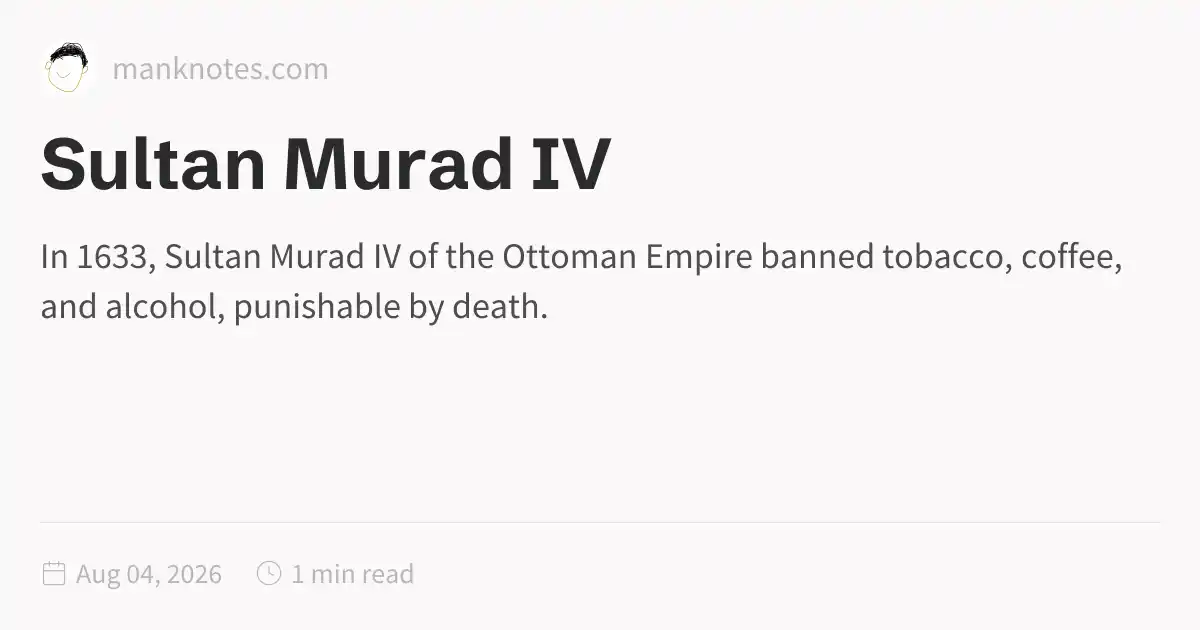 manknotes.com
Sultan Murad IV
In 1633, Sultan Murad IV of the Ottoman Empire banned tobacco, coffee,
and alcohol, punishable by death.
Aug 04, 2026 1 min read